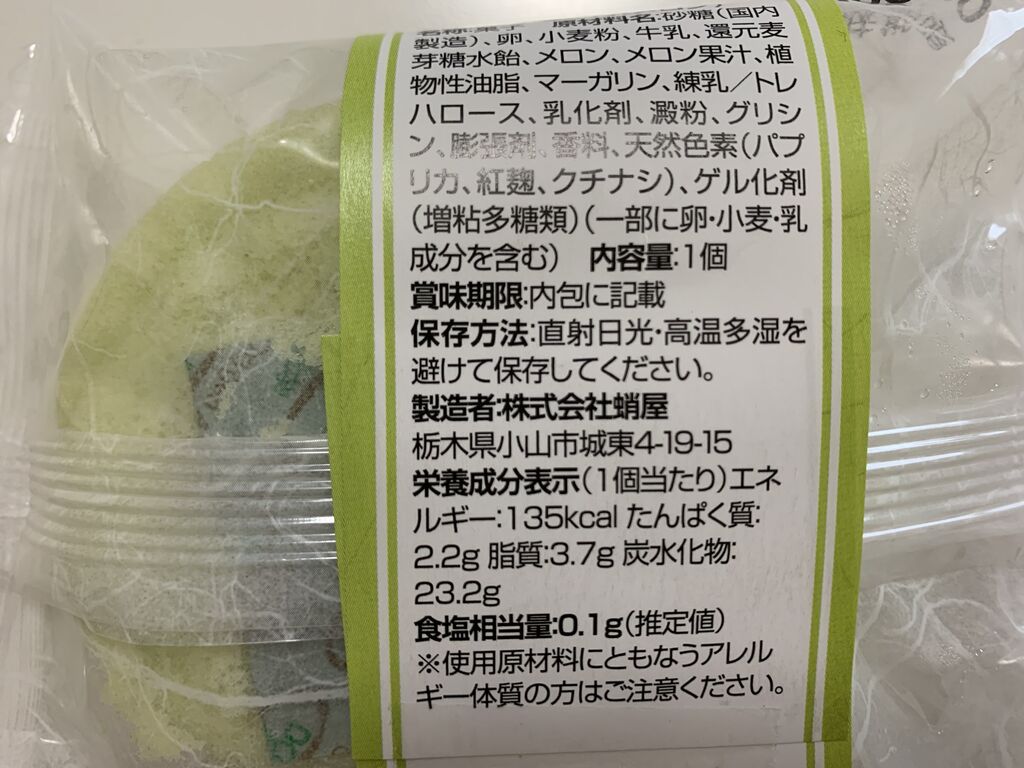 原材料名:砂糖(国内
製造)、卵、小麦粉、牛乳、還元麦
芽糖水飴、メロン、メロン果汁、植
物性油脂、マーガリン、練乳/トレ
ハロース、乳化剤、澱粉、グリシ
ン、膨張剤、香料、天然色素(パプ
リカ、紅麹、クチナシ)、ゲル化剤
(増粘多糖類)(一部に卵・小麦・乳
成分を含む) 内容量:1個
賞味期限:内包に記載
保存方法:直射日光・高温多湿を
避けて保存してください。
製造者:株式会社蛸屋
栃木県小山市城東4-19-15
栄養成分表示(1個当たり)エネ
ルギー:135kcal たんぱく質:
2.2g 脂質:3.7g 炭水化物:
23.2g
食塩相当量:0.1g(推定値)
※使用原材料にともなうアレル
ギー体質の方はご注意ください。